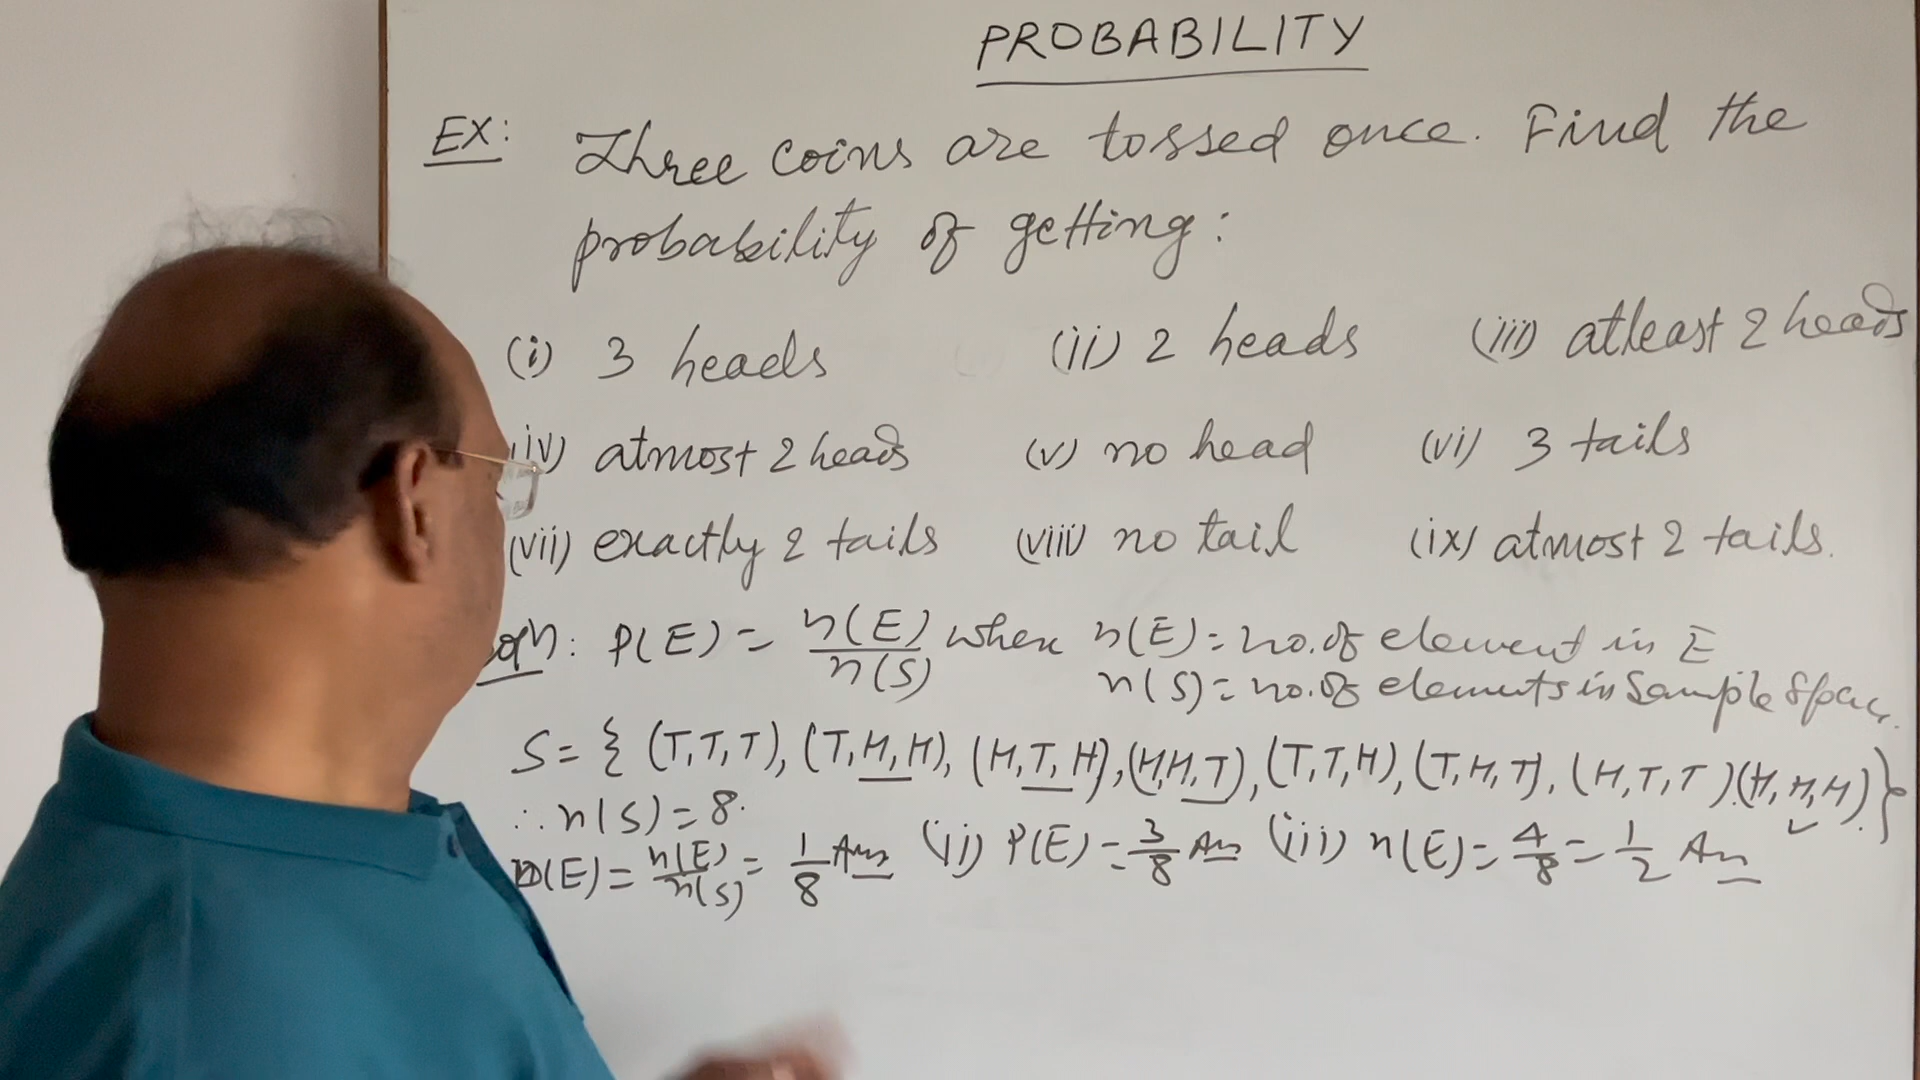 PROBABILITY
EX: Three coins are tossed once. Find the
probability of getting:
(i) 3 heads (ii) 2 heads (iii) atleast 2 heads
(iv) atmost 2 heads (v) no head (vi) 3 tails
(vii) exactly 2 tails (viii) no tail (ix) atmost 2 tails.
Soln: P(E) = n(E)/n(S) where n(E) = no. of element in E
n(S) = no. of elements in Sample Space.
S = { (T,T,T), (T,H,H), (H,T,H), (H,H,T), (T,T,H), (T,H,T), (H,T,T) (H,H,H) }
∴ n(S) = 8.
P(E) = n(E)/n(S) = 1/8 Ans (ii) P(E) = 3/8 Ans (iii) n(E) = 4/8 = 1/2 An